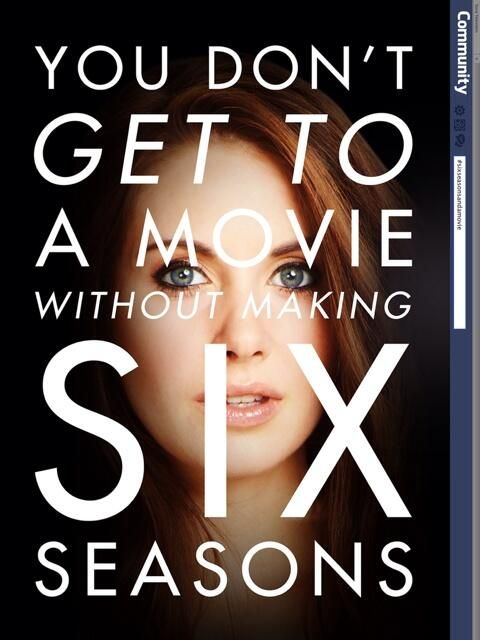 YOU DON'T
GET TO
A MOVIE
WITHOUT MAKING
SIX
SEASONS
Community
#sixseasonsandamovie